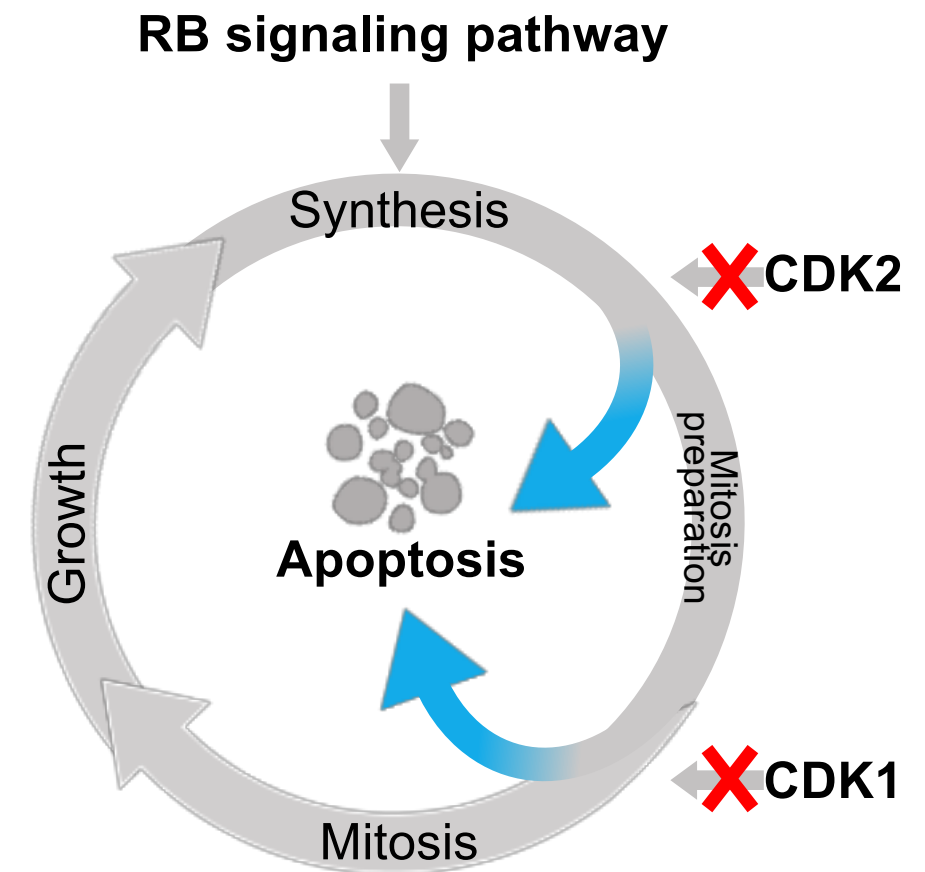 RB signaling pathway
Synthesis
CDK2
Mitosis
preparation
Growth
Apoptosis
CDK1
Mitosis